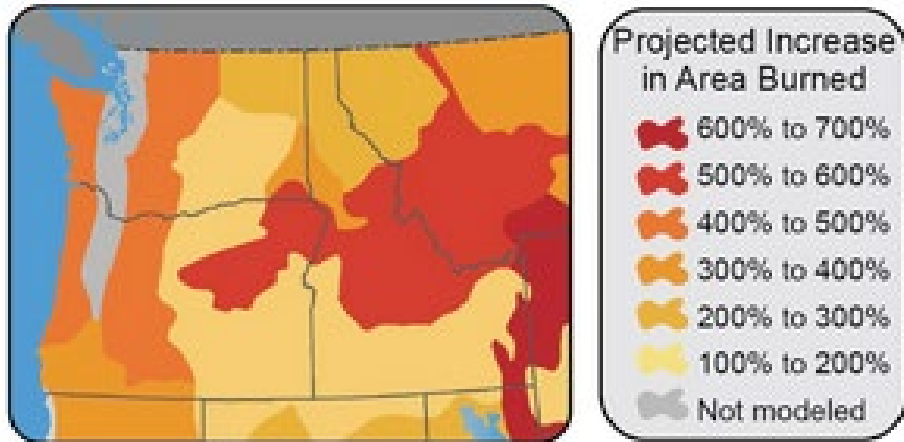 Projected Increase
in Area Burned
600% to 700%
500% to 600%
400% to 500%
300% to 400%
200% to 300%
100% to 200%
Not modeled